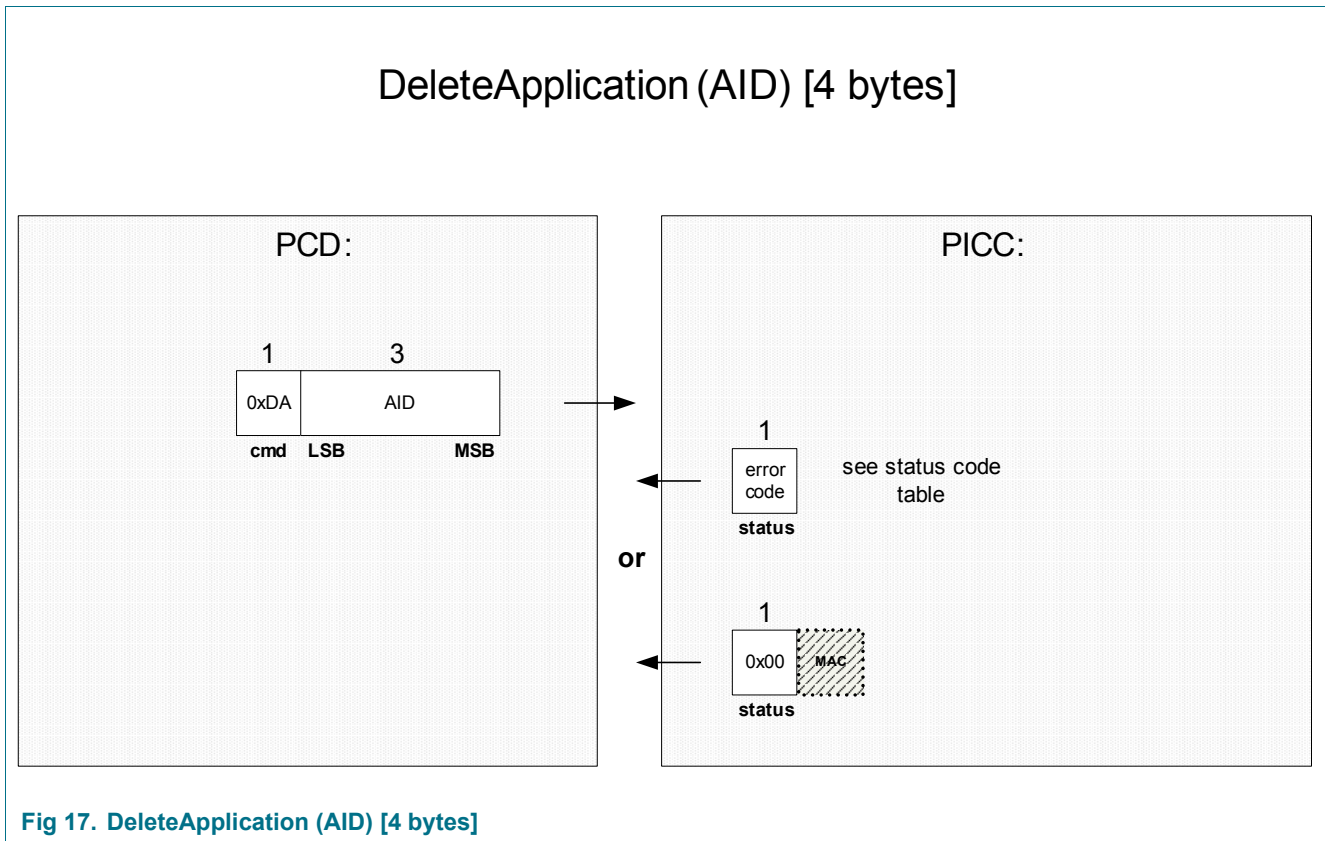 DeleteApplication (AID) [4 bytes]
PCD:
PICC:
1 3
0xDA AID
cmd LSB MSB
1
error
code
see status code
table
status
or
1
0x00 MAC
status
Fig 17. DeleteApplication (AID) [4 bytes]